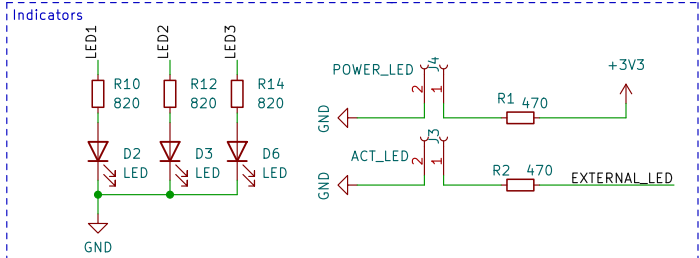 Indicators
LED1
LED2
LED3
R10
820
R12
820
R14
820
D2
LED
D3
LED
D6
LED
GND
POWER_LED
J4
2
1
GND
R1
470
+3V3
ACT_LED
J3
2
1
GND
R2
470
EXTERNAL_LED